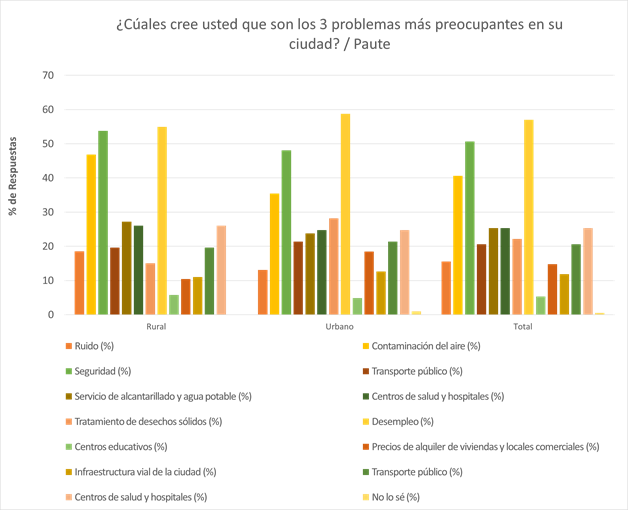 ¿Cúales cree usted que son los 3 problemas más preocupantes en su
ciudad? / Paute
% de Respuestas
70
60
50
40
30
20
10
0
Rural Urbano Total
Ruido (%) Contaminación del aire (%)
Seguridad (%) Transporte público (%)
Servicio de alcantarillado y agua potable (%) Centros de salud y hospitales (%)
Tratamiento de desechos sólidos (%) Desempleo (%)
Centros educativos (%) Precios de alquiler de viviendas y locales comerciales (%)
Infraestructura vial de la ciudad (%) Transporte público (%)
Centros de salud y hospitales (%) No lo sé (%)